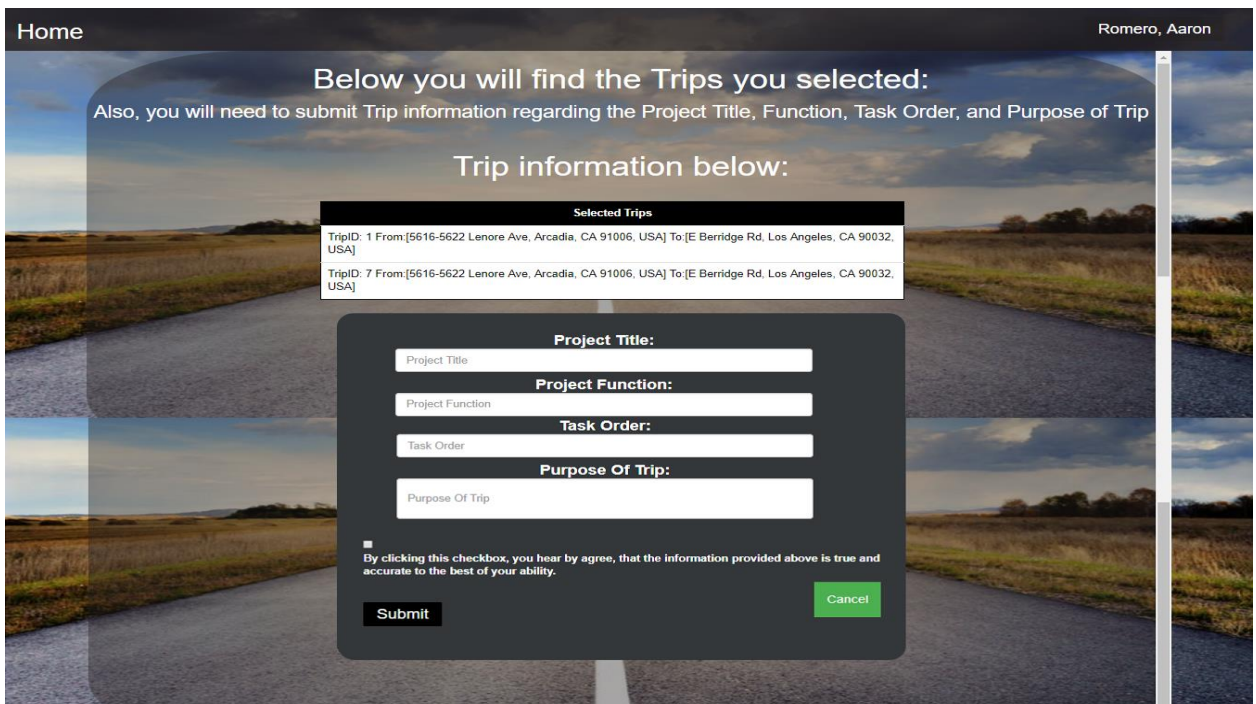 Home
Romero, Aaron
Below you will find the Trips you selected:
Also, you will need to submit Trip information regarding the Project Title, Function, Task Order, and Purpose of Trip
Trip information below:
Selected Trips
TripID: 1 From:[5616-5622 Lenore Ave, Arcadia, CA 91006, USA] To:[E Berridge Rd, Los Angeles, CA 90032,
USA]
TripID: 7 From:[5616-5622 Lenore Ave, Arcadia, CA 91006, USA] To:[E Berridge Rd, Los Angeles, CA 90032,
USA]
Project Title:
Project Title
Project Function:
Project Function
Task Order:
Task Order
Purpose Of Trip:
Purpose Of Trip
By clicking this checkbox, you hear by agree, that the information provided above is true and
accurate to the best of your ability.
Cancel
Submit